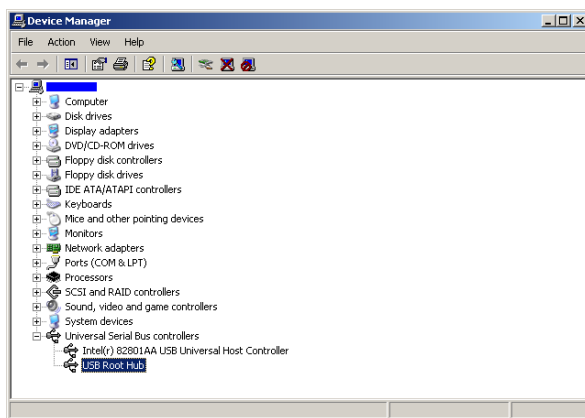 Device Manager
File Action View Help
Computer
Disk drives
Display adapters
DVD/CD-ROM drives
Floppy disk controllers
Floppy disk drives
IDE ATA/ATAPI controllers
Keyboards
Mice and other pointing devices
Monitors
Network adapters
Ports (COM & LPT)
Processors
SCSI and RAID controllers
Sound, video and game controllers
System devices
Universal Serial Bus controllers
Intel(r) 82801AA USB Universal Host Controller
USB Root Hub